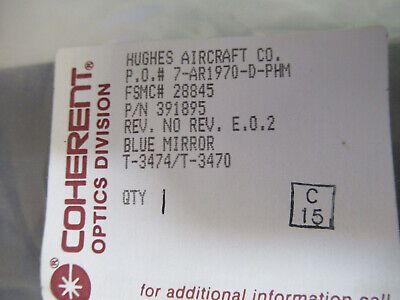 COHERENT®
OPTICS DIVISION
HUGHES AIRCRAFT CO.
P.O.# 7-AR1970-D-PHM
FSMC# 28845
P/N 391895
REV. NO REV. E.O.2
BLUE MIRROR
T-3474/T-3470
QTY 1
C
15
®
for additional information call